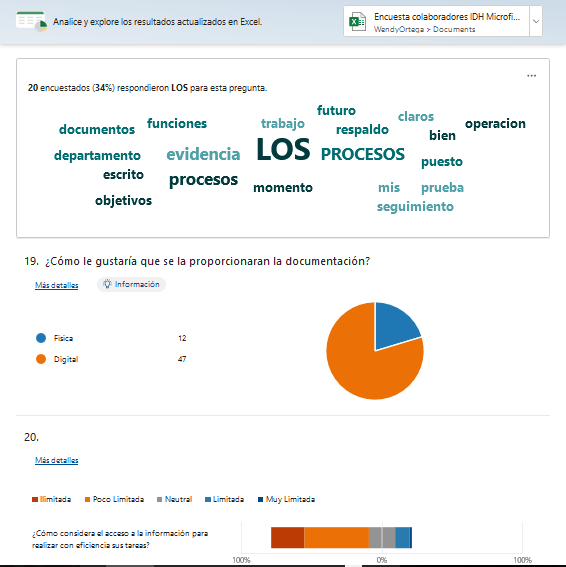 Analice y explore los resultados actualizados en Excel.
Encuesta colaboradores IDH Microfi...
WendyOrtega > Documents
...
20 encuestados (34%) respondieron LOS para esta pregunta.
futuro
documentos funciones trabajo respaldo claros operacion
bien
departamento evidencia LOS PROCESOS puesto
escrito procesos momento mis prueba
objetivos seguimiento
19. ¿Cómo le gustaría que se la proporcionaran la documentación?
Más detalles Información
Fisica 12
Digital 47
20.
Más detalles
Ilimitada Poco Limitada Neutral Limitada Muy Limitada
¿Cómo considera el acceso a la información para
realizar con eficiencia sus tareas?
100% 0% 100%